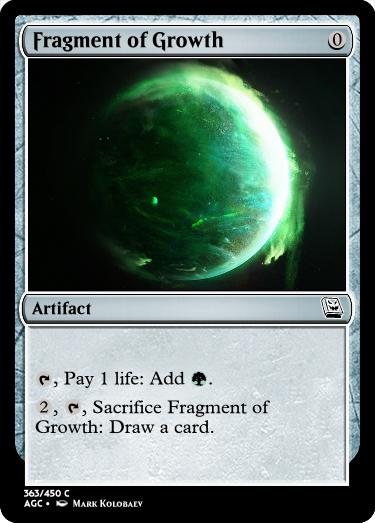 Fragment of Growth 0
Artifact
, Pay 1 life: Add .
2, , Sacrifice Fragment of
Growth: Draw a card.
363/450 C
AGC • Mark Kolobaev